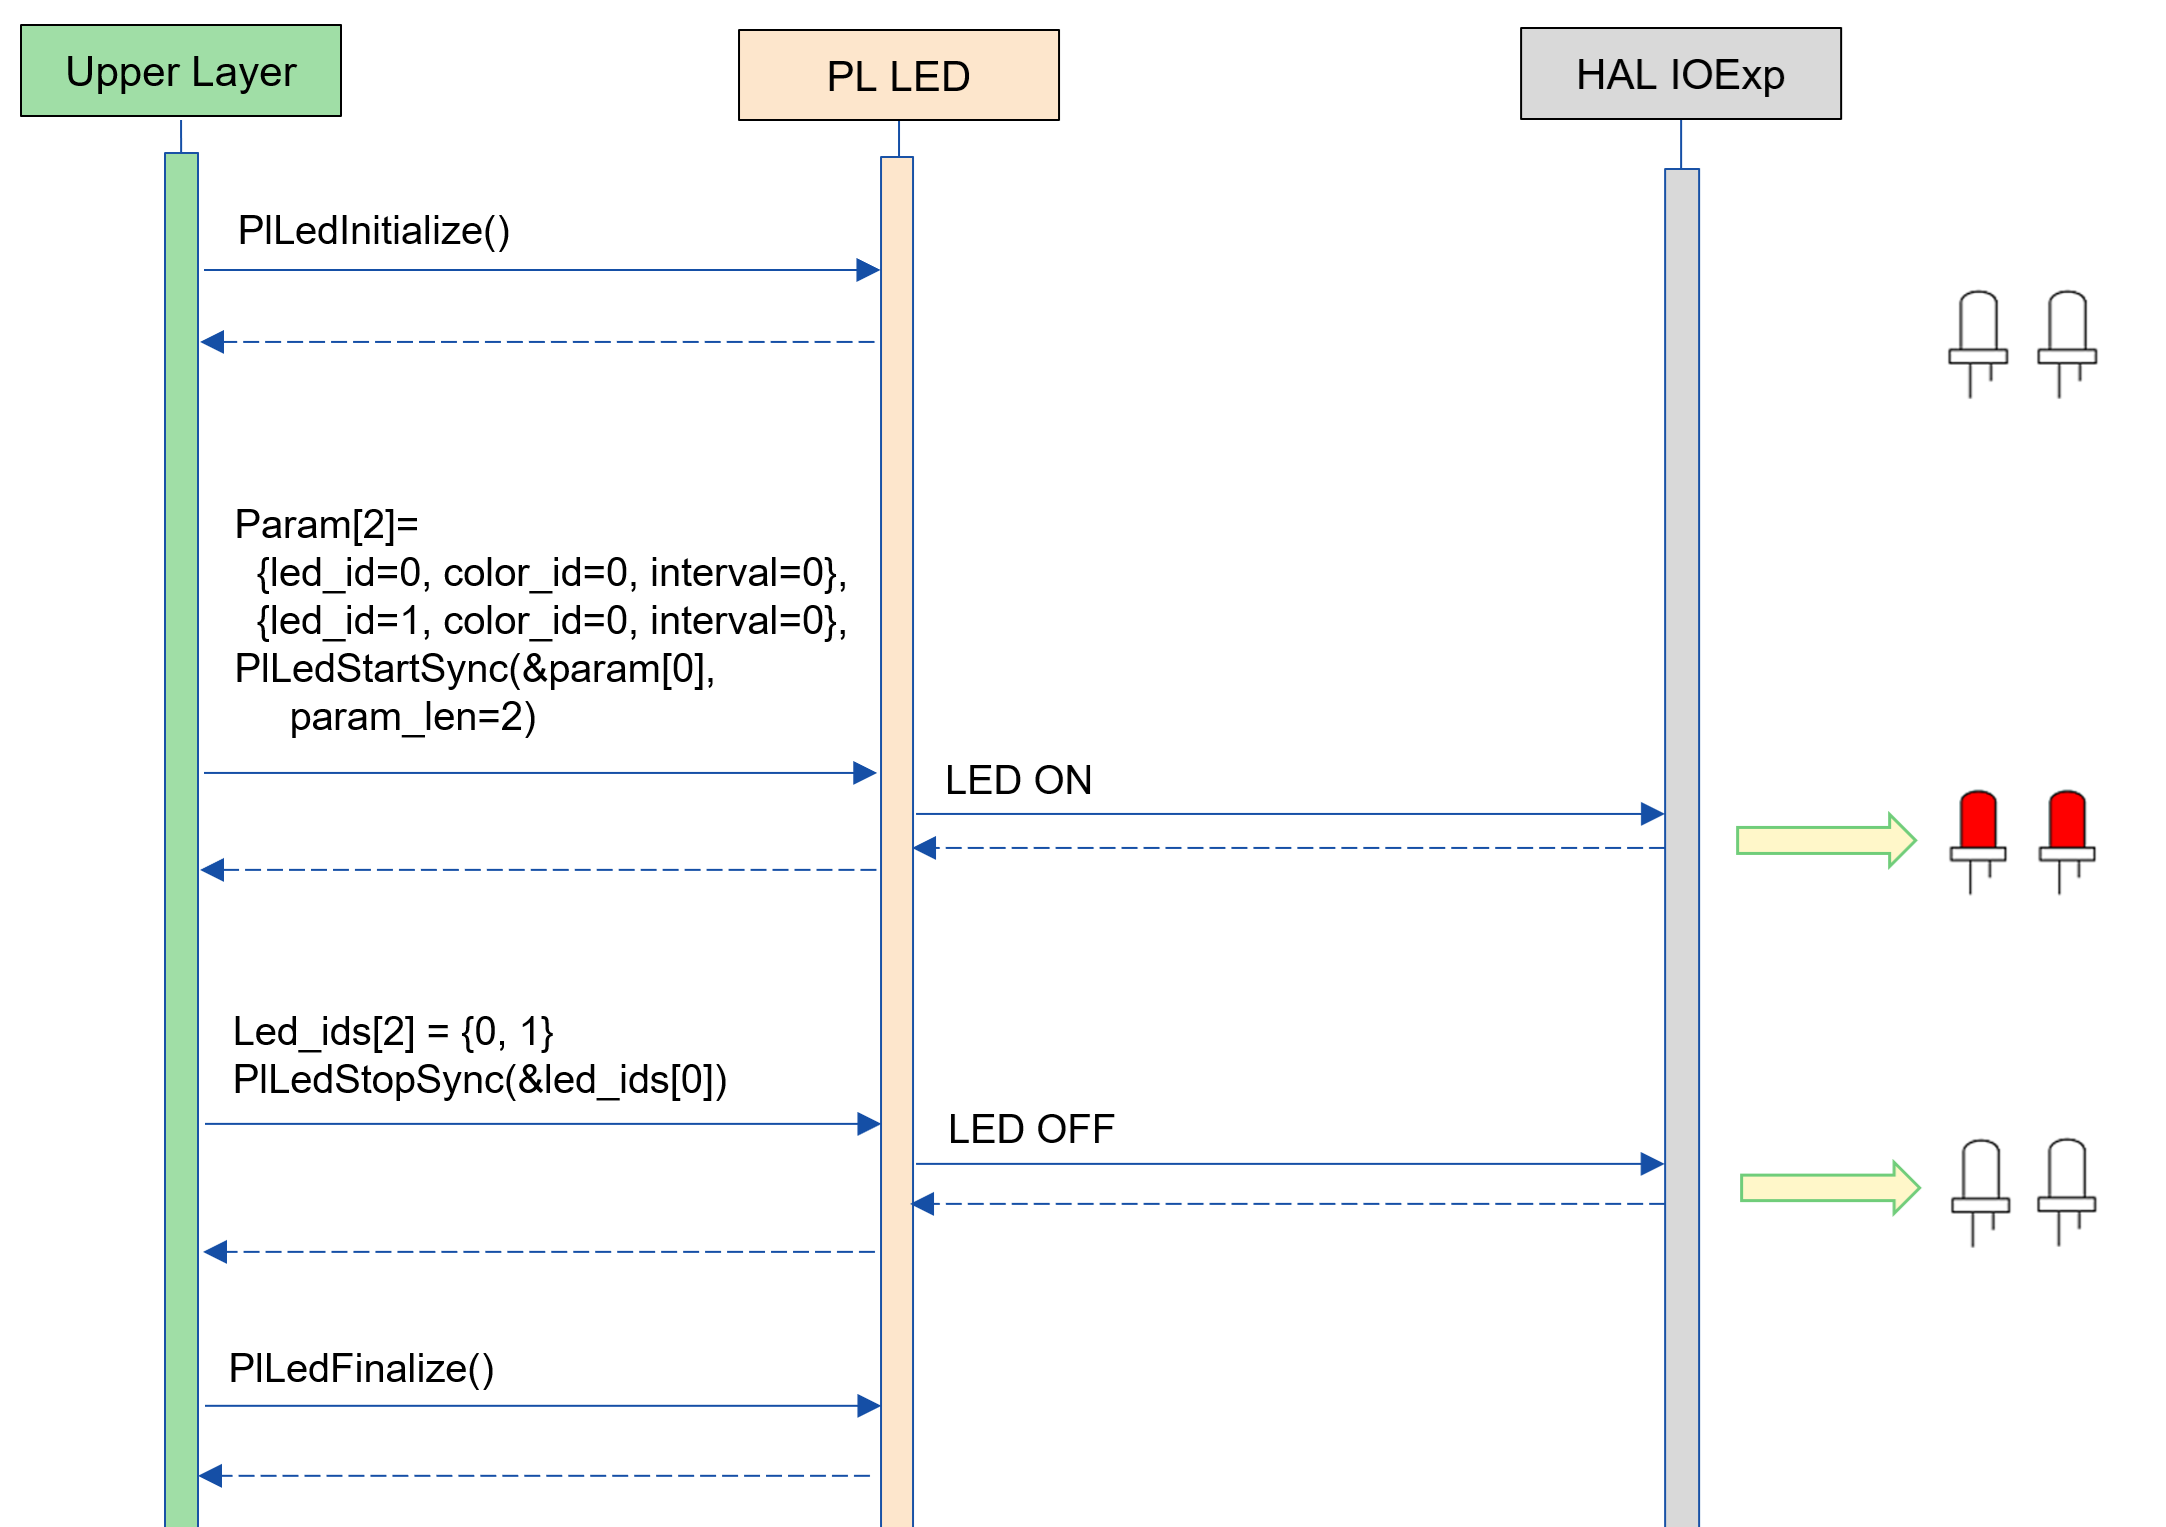 Upper Layer
PL LED
HAL IOExp
PlLedInitialize()
Param[2]=
{led_id=0, color_id=0, interval=0},
{led_id=1, color_id=0, interval=0},
PlLedStartSync(&param[0],
param_len=2)
LED ON
Led_ids[2] = {0, 1}
PlLedStopSync(&led_ids[0])
LED OFF
PlLedFinalize()